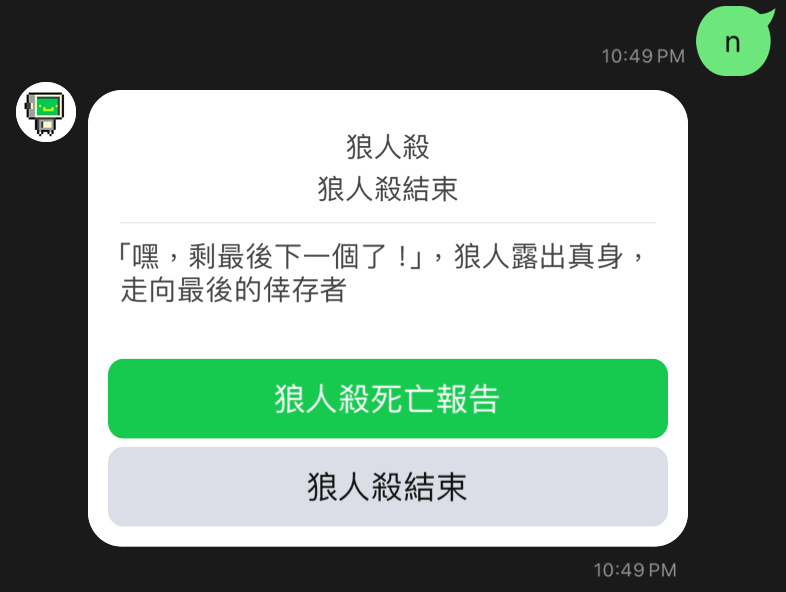 n
10:49 PM
狼人殺
狼人殺結束
「嘿，剩最後下一個了！」，狼人露出真身，
走向最後的倖存者
狼人殺死亡報告
狼人殺結束
10:49 PM